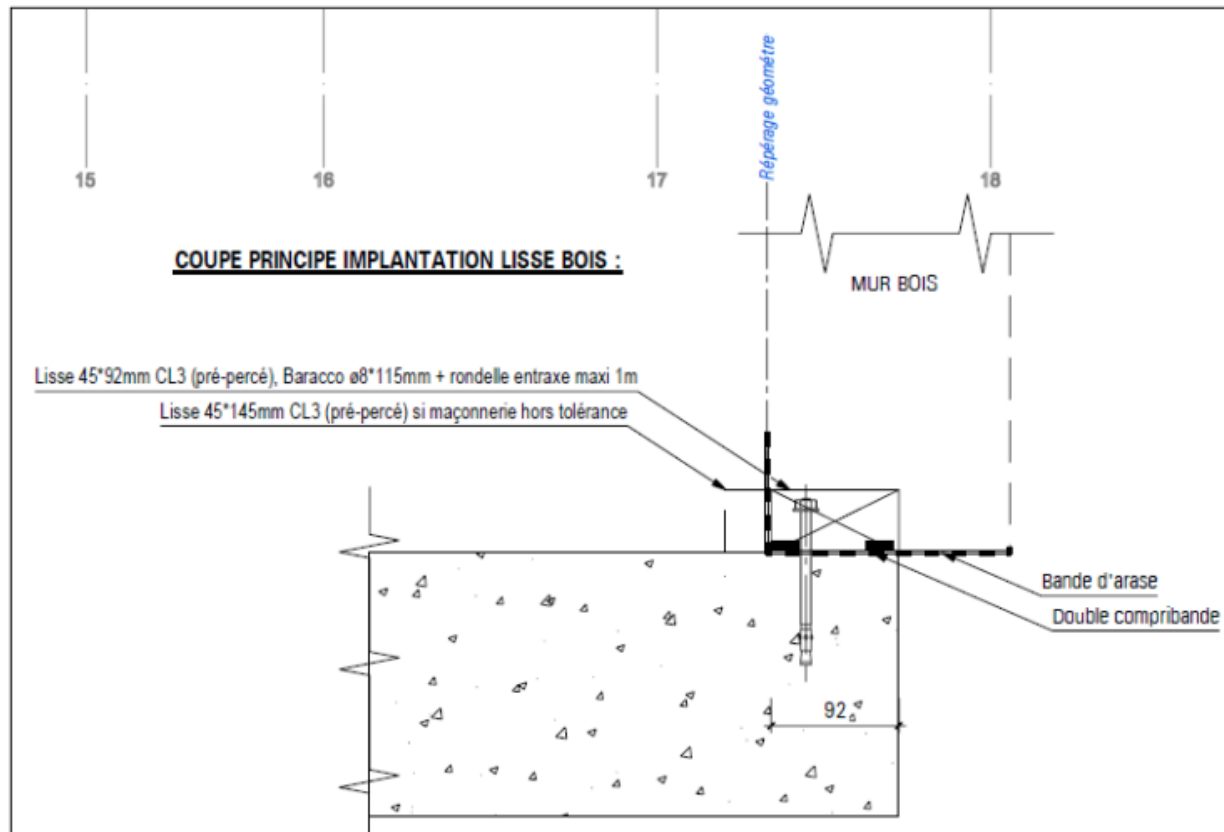 Répérage géométre
15
16
17
18
COUPE PRINCIPE IMPLANTATION LISSE BOIS :
MUR BOIS
Lisse 45*92mm CL3 (pré-percé), Baracco ø8*115mm + rondelle entraxe maxi 1m
Lisse 45*145mm CL3 (pré-percé) si maçonnerie hors tolérance
Bande d'arase
Double compribande
92